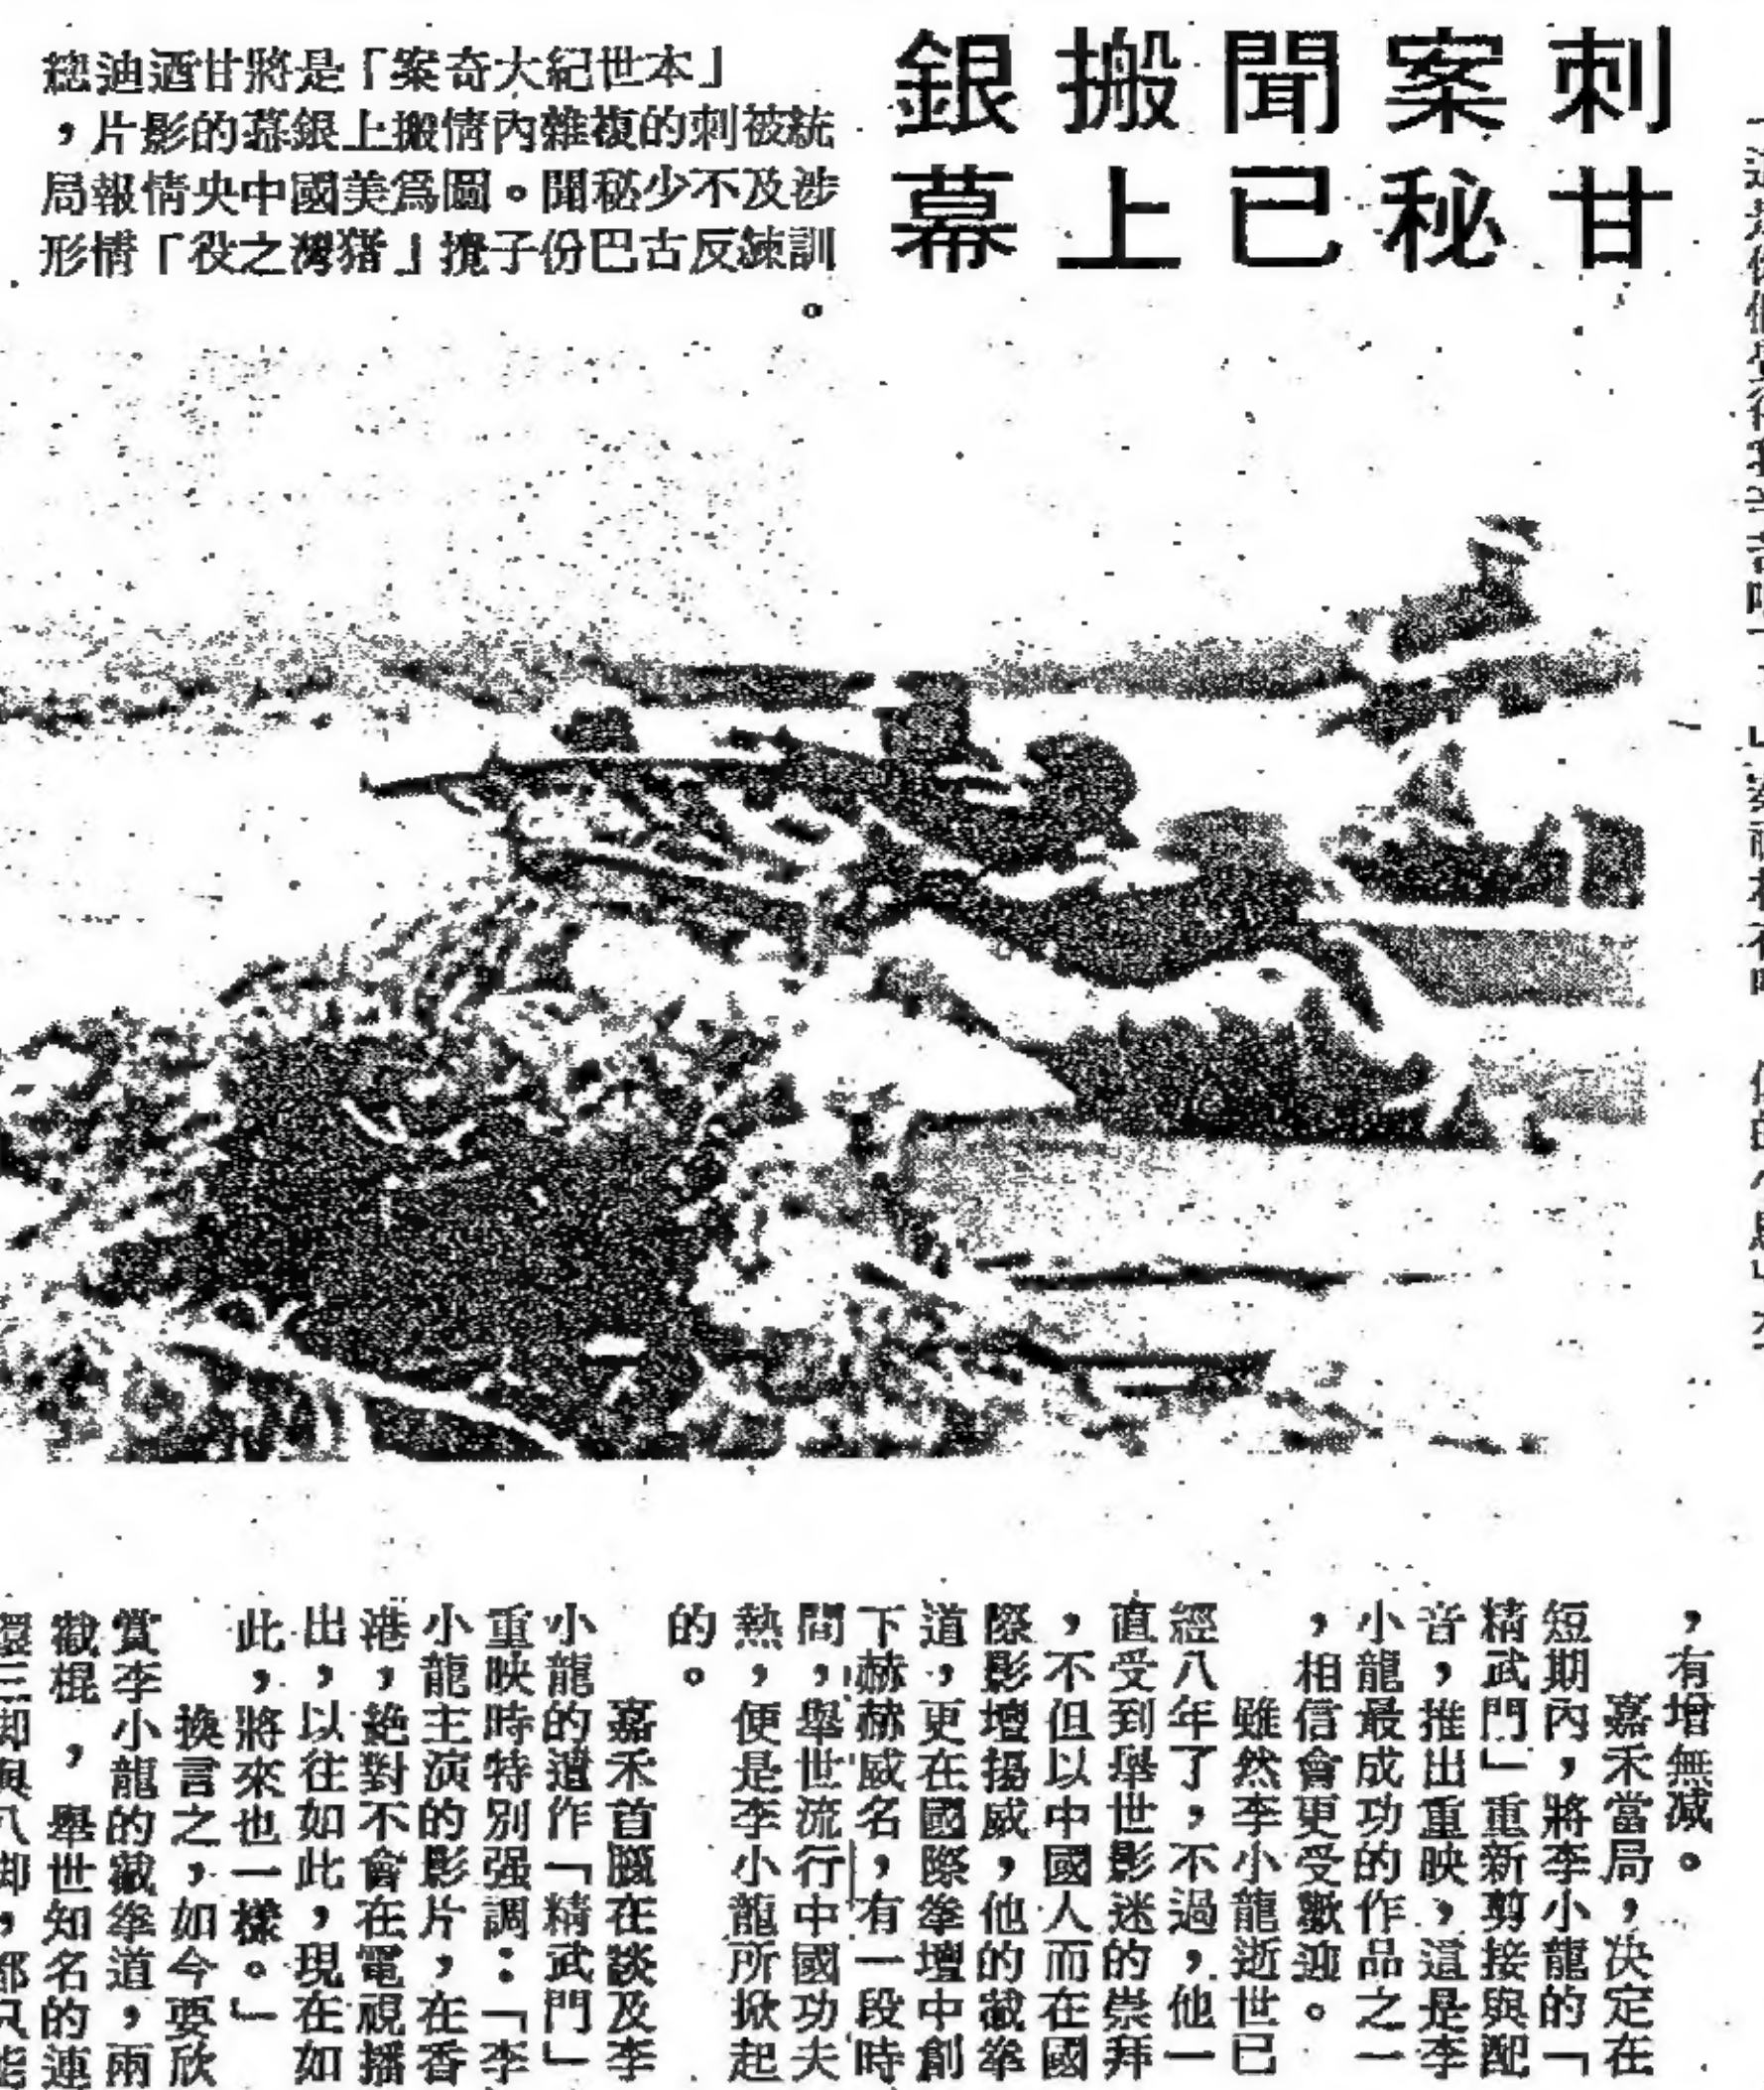 刺甘
案秘
聞已
搬上
銀幕
「本世紀大奇案」是將甘迺迪總
統被刺的複雜內情搬上銀幕的影片，
涉及不少秘聞。圖爲美國中央情報局
訓練反古巴份子攪「猪灣之役」情形
。
，有增無减。
嘉禾當局，决定在
短期內，將李小龍的「
精武門」重新剪接與配
音，推出重映，這是李
小龍最成功的作品之一
，相信會更受歡迎。
雖然李小龍逝世已
經八年了，不過，他一
直受到舉世影迷的崇拜
，不但以中國人而在國
際影壇揚威，他的截拳
道，更在國際拳壇中創
下赫赫威名，有一段時
間，舉世流行中國功夫
熱，便是李小龍所掀起
的。
嘉禾首腦在談及李
小龍的遺作「精武門」
重映時特別强調：「李
小龍主演的影片，在香
港，絶對不會在電視播
出，以往如此，現在如
此，將來也一樣。」
換言之，如今要欣
賞李小龍的截拳道，兩
截棍，舉世知名的連